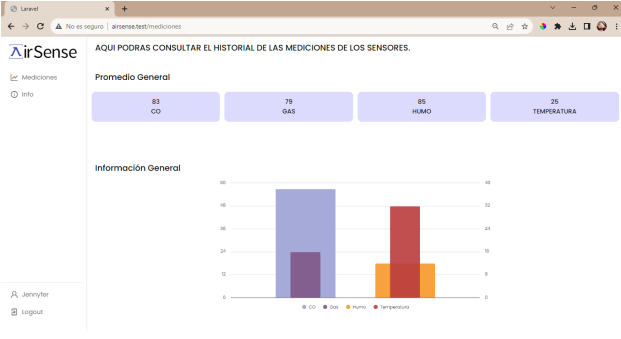 Laravel
No es seguro | airsense.test/mediciones
AirSense
Mediciones
Info
Jennyfer
Logout
AQUI PODRAS CONSULTAR EL HISTORIAL DE LAS MEDICIONES DE LOS SENSORES.
Promedio General
83
CO
79
GAS
85
HUMO
25
TEMPERATURA
Información General
60
48
36
24
12
0
40
32
24
16
8
0
CO Gas Humo Temperatura